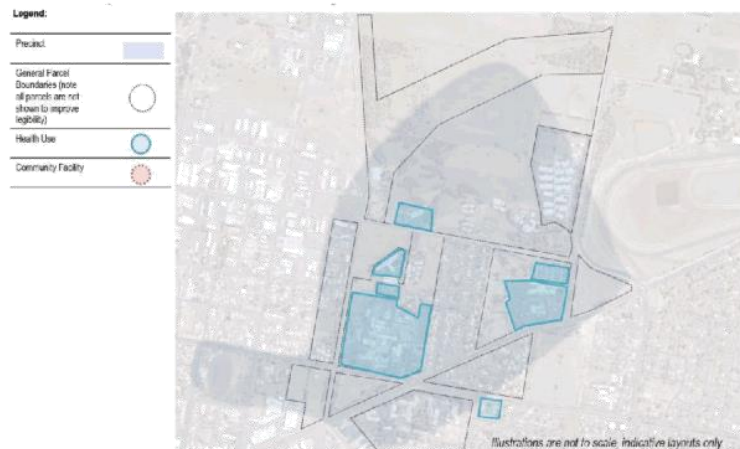 Legend:
Precinct
General Parcel
Boundaries (note
all parcels are not
shown to improve
legibility)
Health Use
Community Facility
Illustrations are not to scale, indicative layouts only